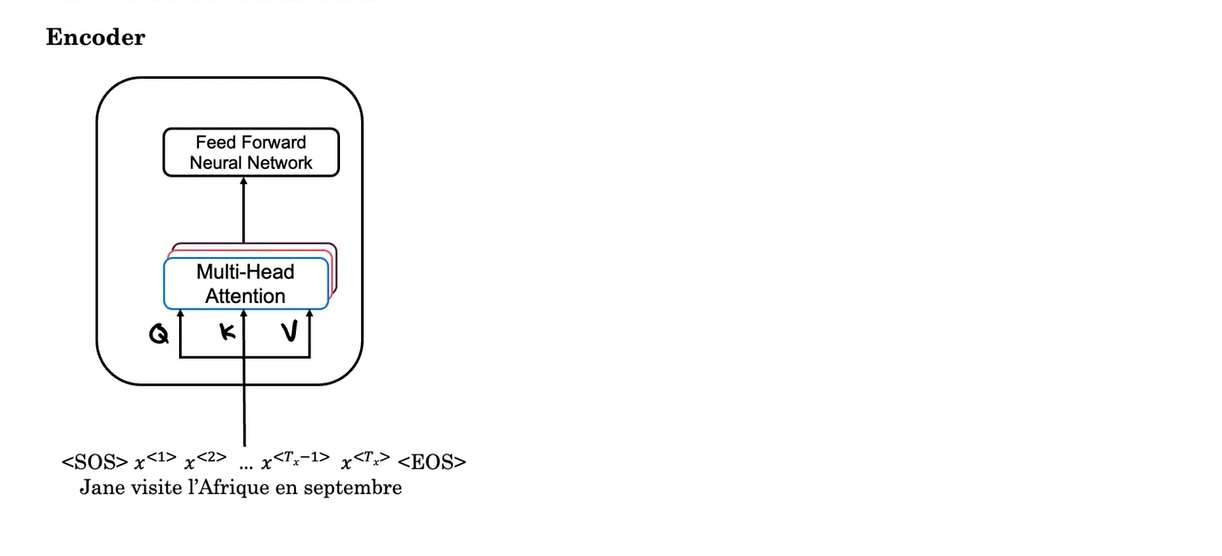 Encoder
Feed Forward
Neural Network
Multi-Head
Attention
Q K V
<SOS> x<1> x<2> ... x<Tx−1> x<Tx> <EOS>
Jane visite l’Afrique en septembre